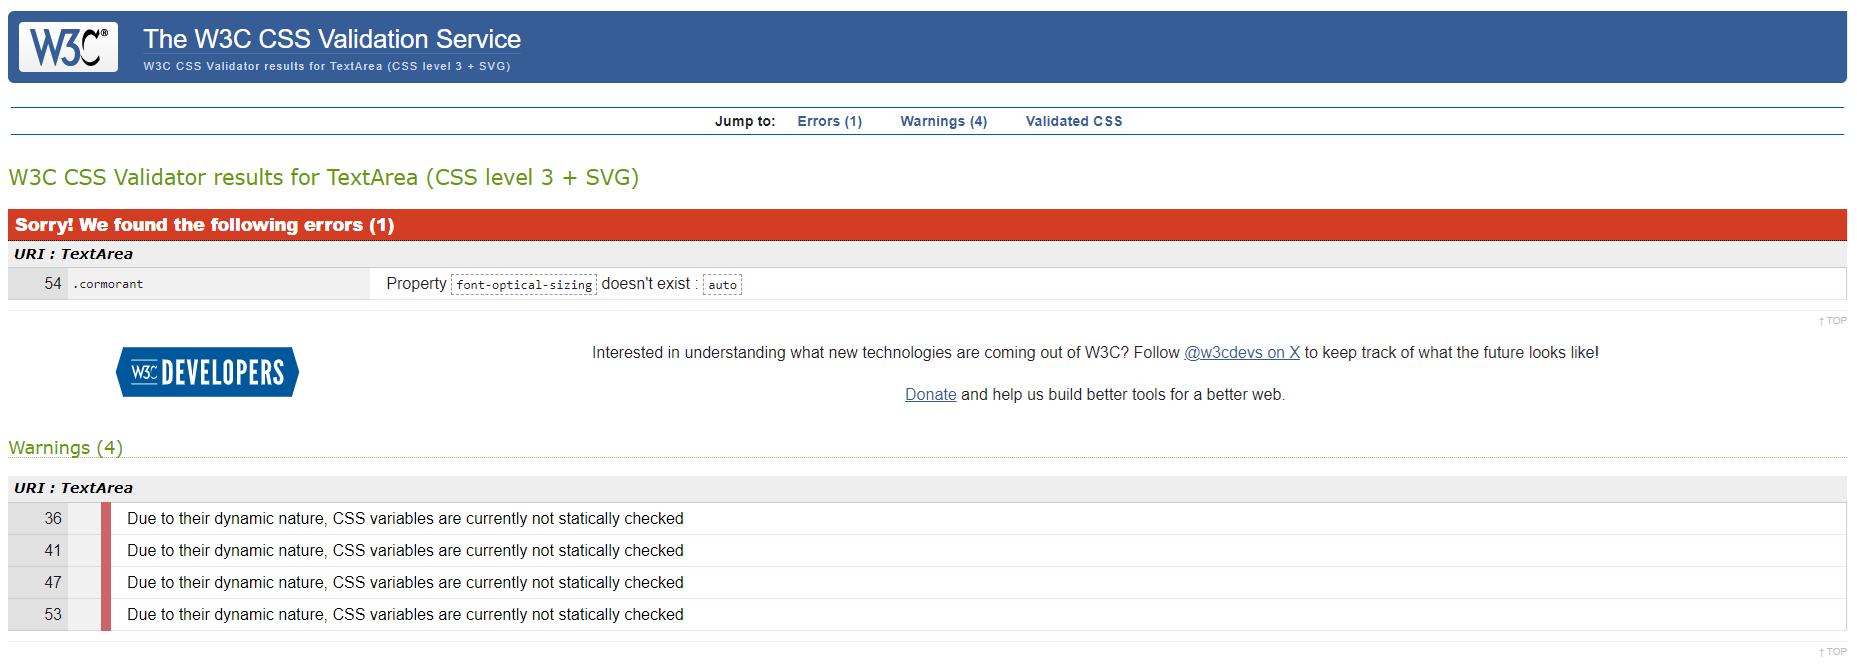 W3C®
The W3C CSS Validation Service
W3C CSS Validator results for TextArea (CSS level 3 + SVG)
Jump to: Errors (1) Warnings (4) Validated CSS
W3C CSS Validator results for TextArea (CSS level 3 + SVG)
Sorry! We found the following errors (1)
URI : TextArea
54 .cormorant Property font-optical-sizing doesn't exist : auto
↑ TOP
W3C DEVELOPERS
Interested in understanding what new technologies are coming out of W3C? Follow @w3cdevs on X to keep track of what the future looks like!
Donate and help us build better tools for a better web.
Warnings (4)
URI : TextArea
36 Due to their dynamic nature, CSS variables are currently not statically checked
41 Due to their dynamic nature, CSS variables are currently not statically checked
47 Due to their dynamic nature, CSS variables are currently not statically checked
53 Due to their dynamic nature, CSS variables are currently not statically checked
↑ TOP